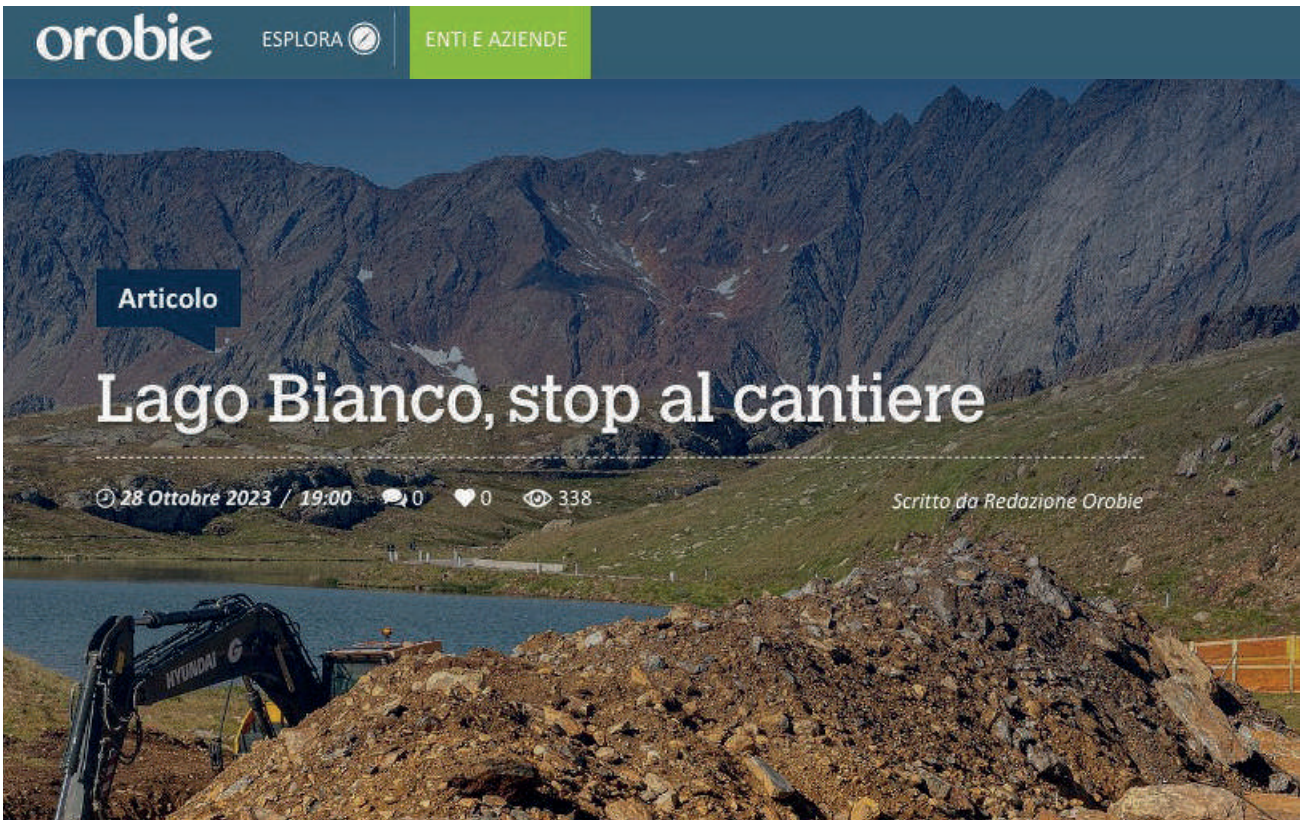 orobie
ESPLORA
ENTI E AZIENDE
Articolo
Lago Bianco, stop al cantiere
28 Ottobre 2023 / 19:00 0 0 338
Scritto da Redazione Orobie
HYUNDAI G